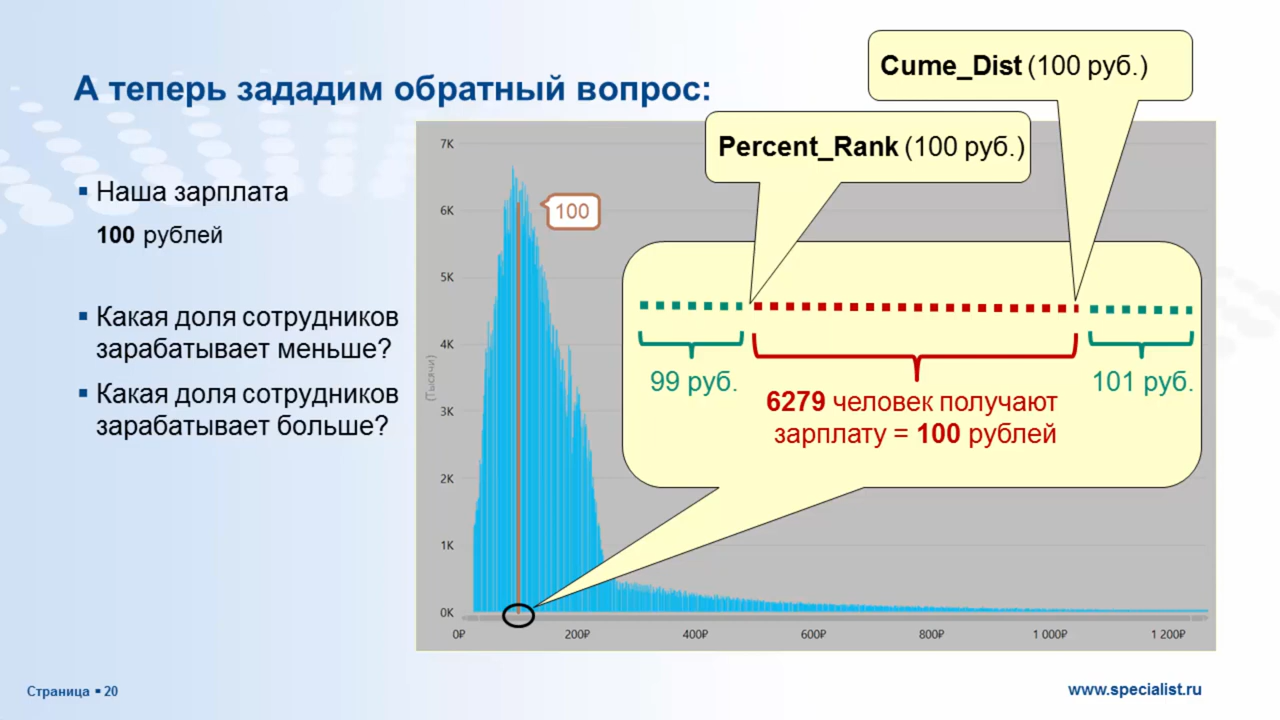 А теперь зададим обратный вопрос:
Cume_Dist (100 руб.)
Percent_Rank (100 руб.)
▪ Наша зарплата
100 рублей
▪ Какая доля сотрудников
зарабатывает меньше?
▪ Какая доля сотрудников
зарабатывает больше?
7K
6K
5K
4K
3K
2K
1K
0K
(Тысячи)
100
99 руб.
6279 человек получают
зарплату = 100 рублей
101 руб.
0₽
200₽
400₽
600₽
800₽
1 000₽
1 200₽
Страница ▪ 20
www.specialist.ru